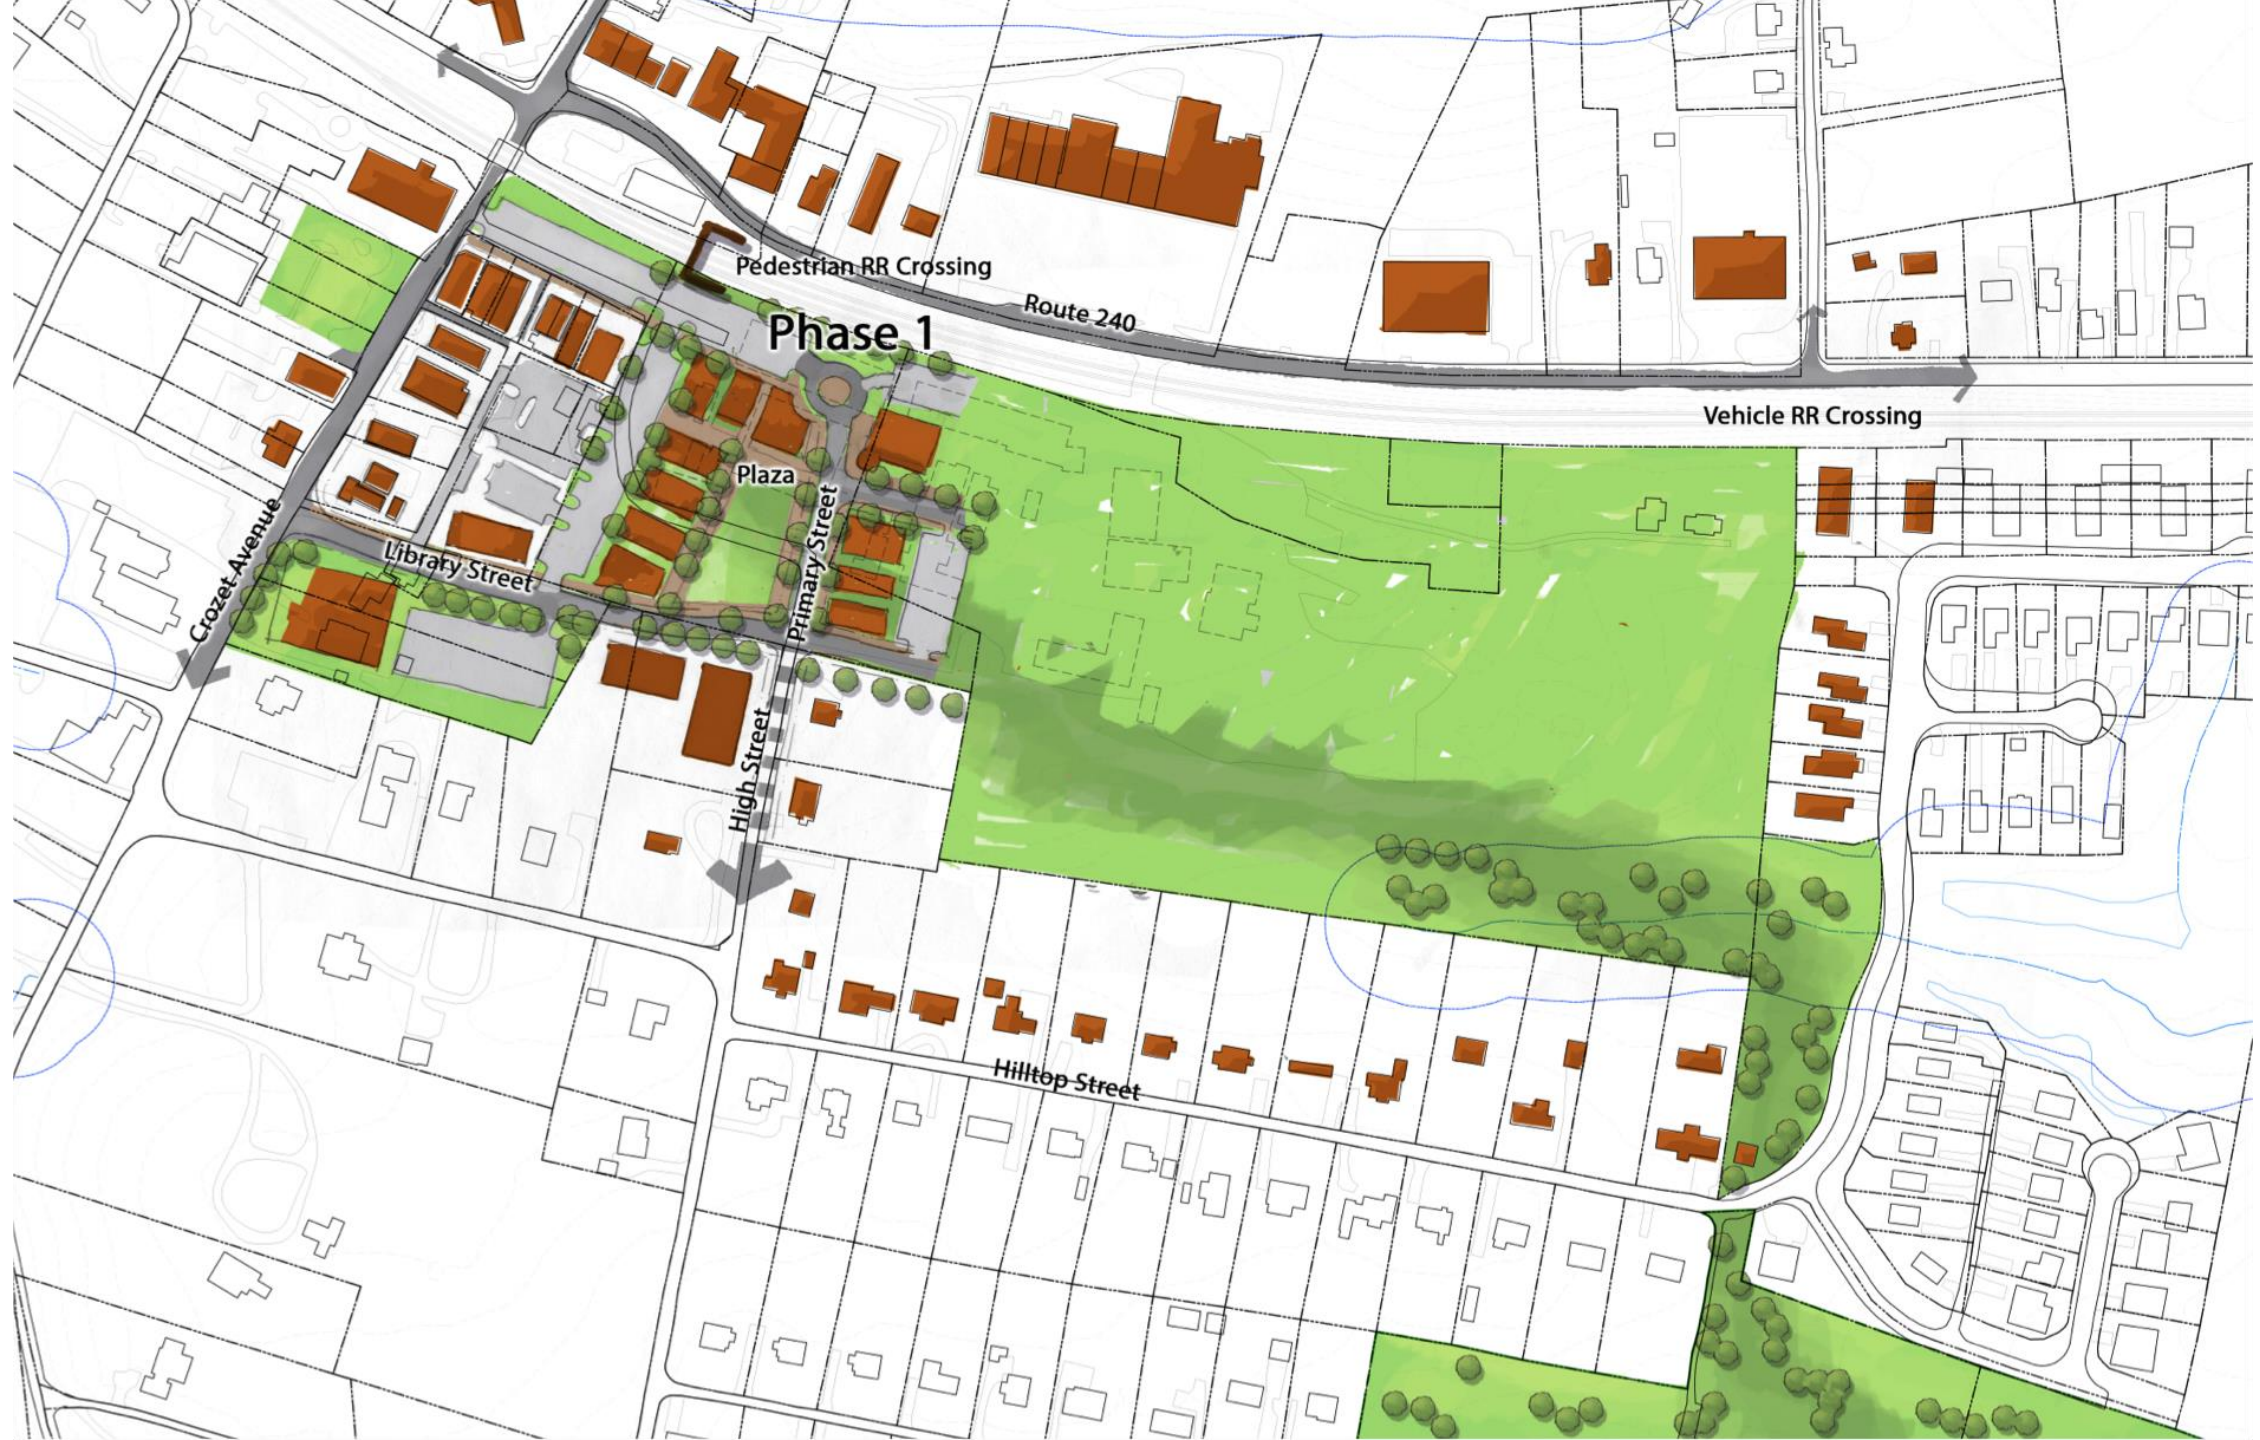 Pedestrian RR Crossing
Route 240
Phase 1
Vehicle RR Crossing
Plaza
Crozet Avenue
Library Street
Primary Street
High Street
Hilltop Street